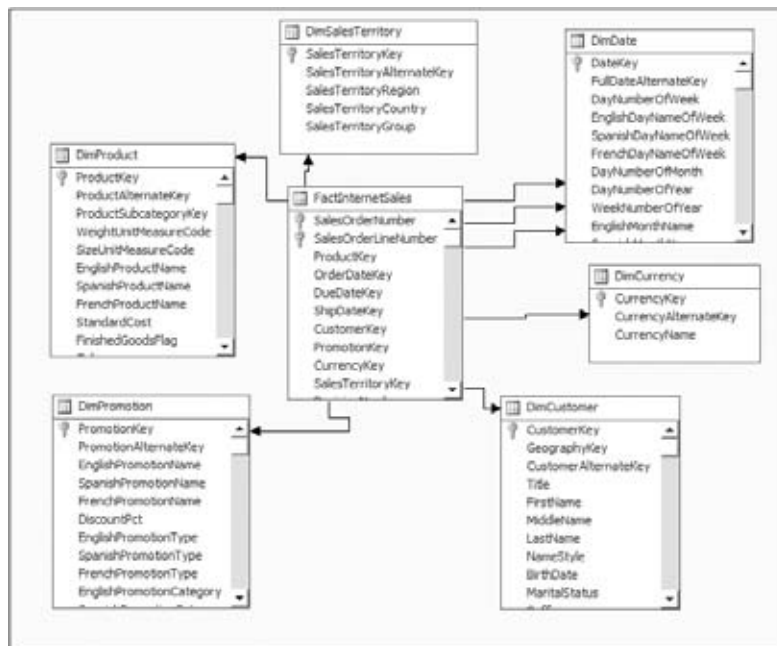 DimSalesTerritory
SalesTerritoryKey
SalesTerritoryAlternateKey
SalesTerritoryRegion
SalesTerritoryCountry
SalesTerritoryGroup
DimDate
DateKey
FullDateAlternateKey
DayNumberOfWeek
EnglishDayNameOfWeek
SpanishDayNameOfWeek
FrenchDayNameOfWeek
DayNumberOfMonth
DayNumberOfYear
WeekNumberOfYear
EnglishMonthName
DimProduct
ProductKey
ProductAlternateKey
ProductSubcategoryKey
WeightUnitMeasureCode
SizeUnitMeasureCode
EnglishProductName
SpanishProductName
FrenchProductName
StandardCost
FinishedGoodsFlag
FactInternetSales
SalesOrderNumber
SalesOrderLineNumber
ProductKey
OrderDateKey
DueDateKey
ShipDateKey
CustomerKey
PromotionKey
CurrencyKey
SalesTerritoryKey
DimCurrency
CurrencyKey
CurrencyAlternateKey
CurrencyName
DimPromotion
PromotionKey
PromotionAlternateKey
EnglishPromotionName
SpanishPromotionName
FrenchPromotionName
DiscountPct
EnglishPromotionType
SpanishPromotionType
FrenchPromotionType
EnglishPromotionCategory
DimCustomer
CustomerKey
GeographyKey
CustomerAlternateKey
Title
FirstName
MiddleName
LastName
NameStyle
BirthDate
MaritalStatus